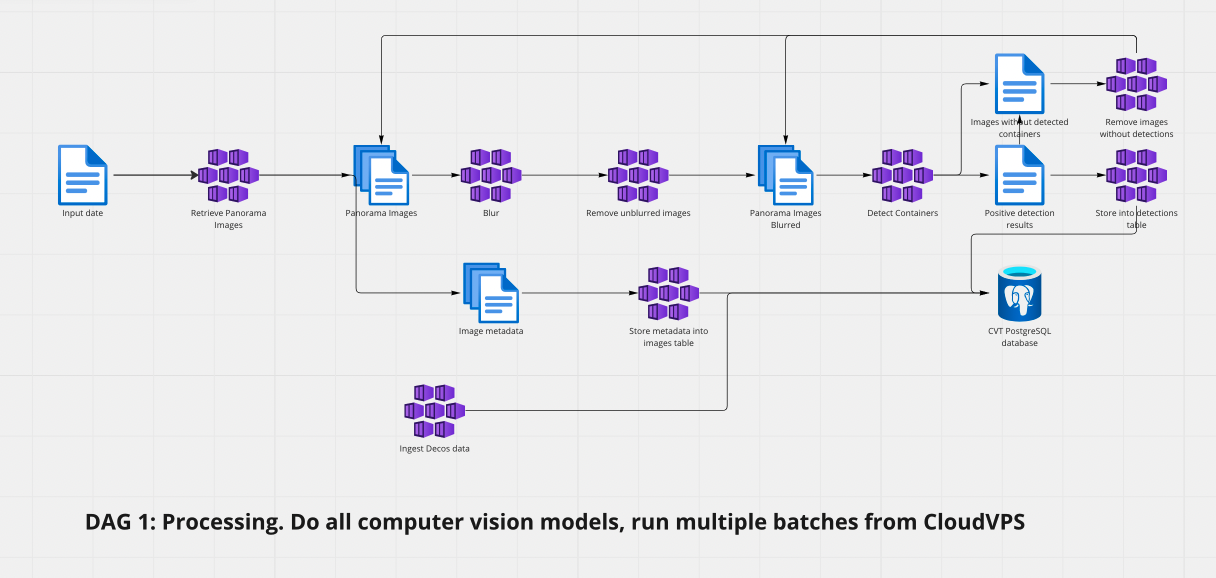 Images without detected
containers
Remove images
without detections
Input date
Retrieve Panorama
Images
Panorama Images
Blur
Remove unblurred images
Panorama Images
Blurred
Detect Containers
Positive detection
results
Store into detections
table
Image metadata
Store metadata into
images table
CVT PostgreSQL
database
Ingest Decos data
DAG 1: Processing. Do all computer vision models, run multiple batches from CloudVPS